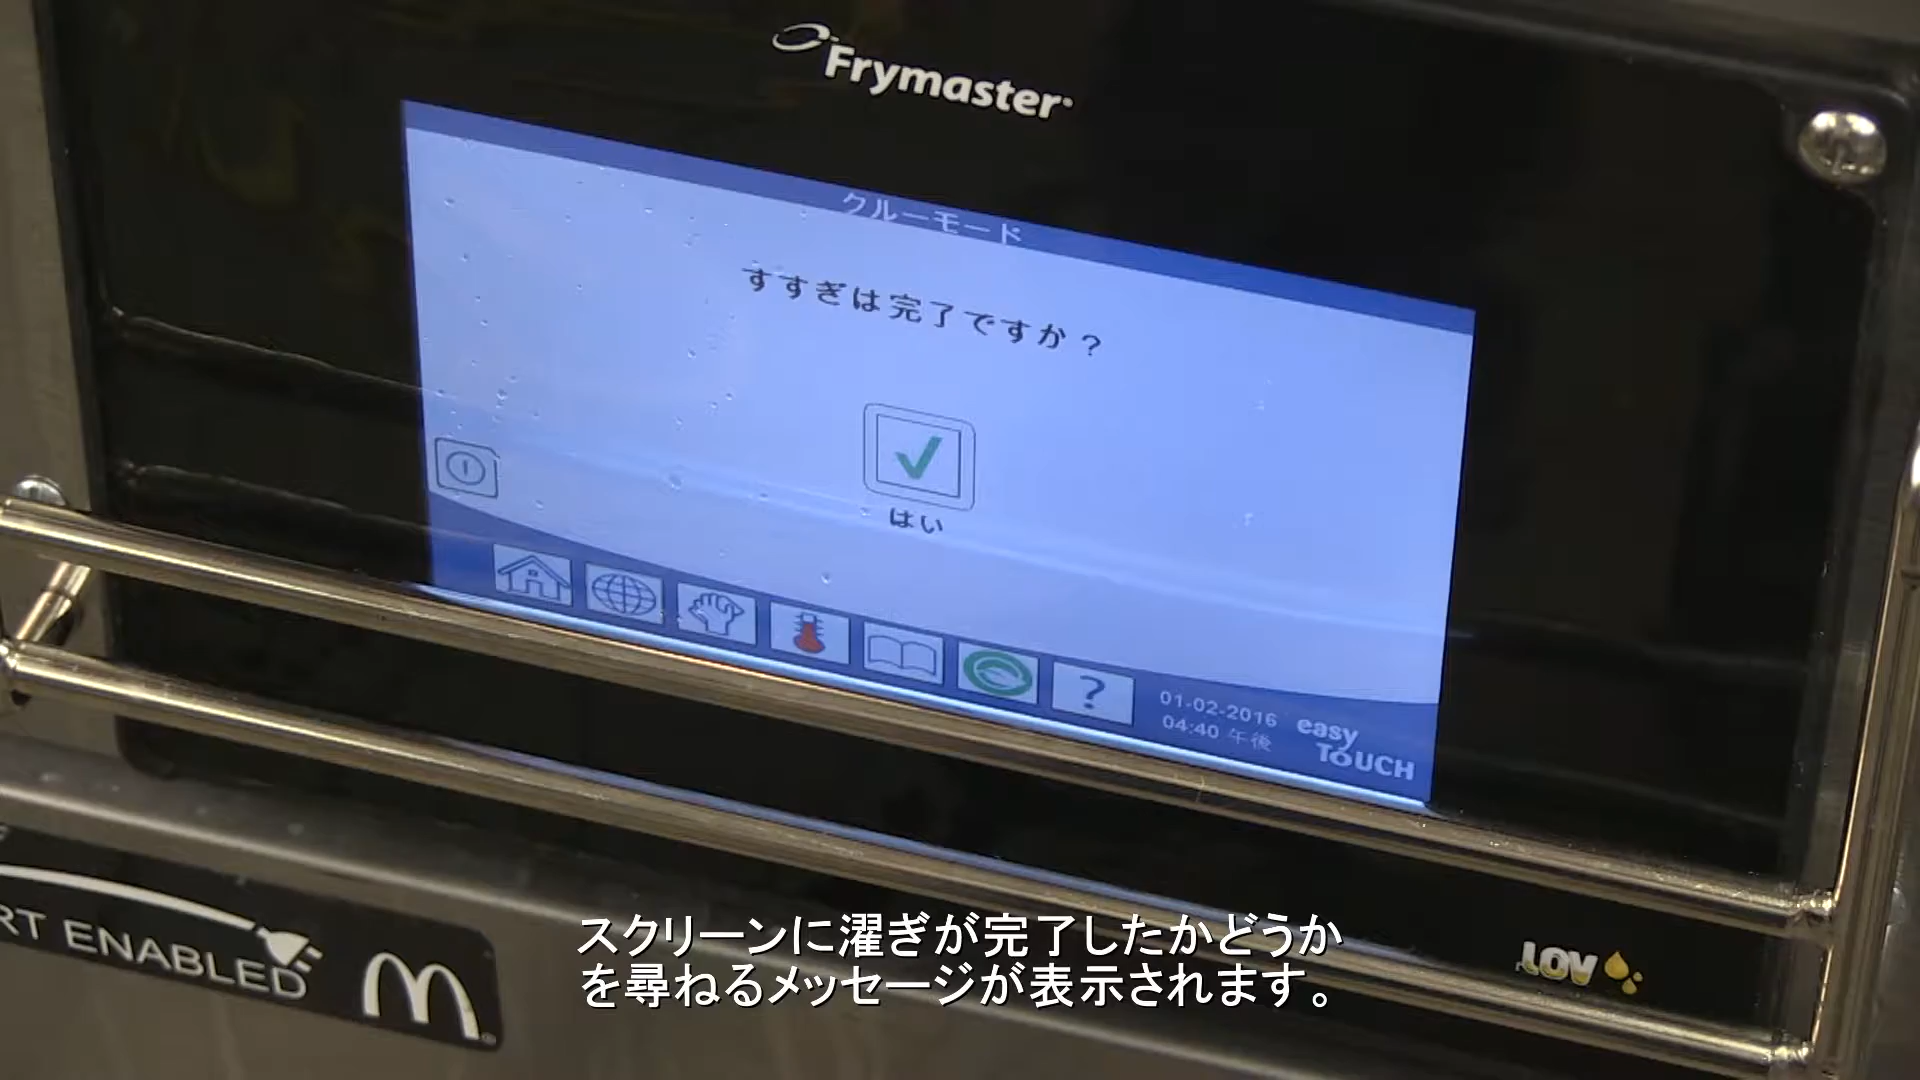 Frymaster
クルーモード
すすぎは完了ですか？
はい
?
01-02-2016
04:40 午後
easy
TOUCH
RT ENABLED
LOV
スクリーンに濯ぎが完了したかどうか
を尋ねるメッセージが表示されます。